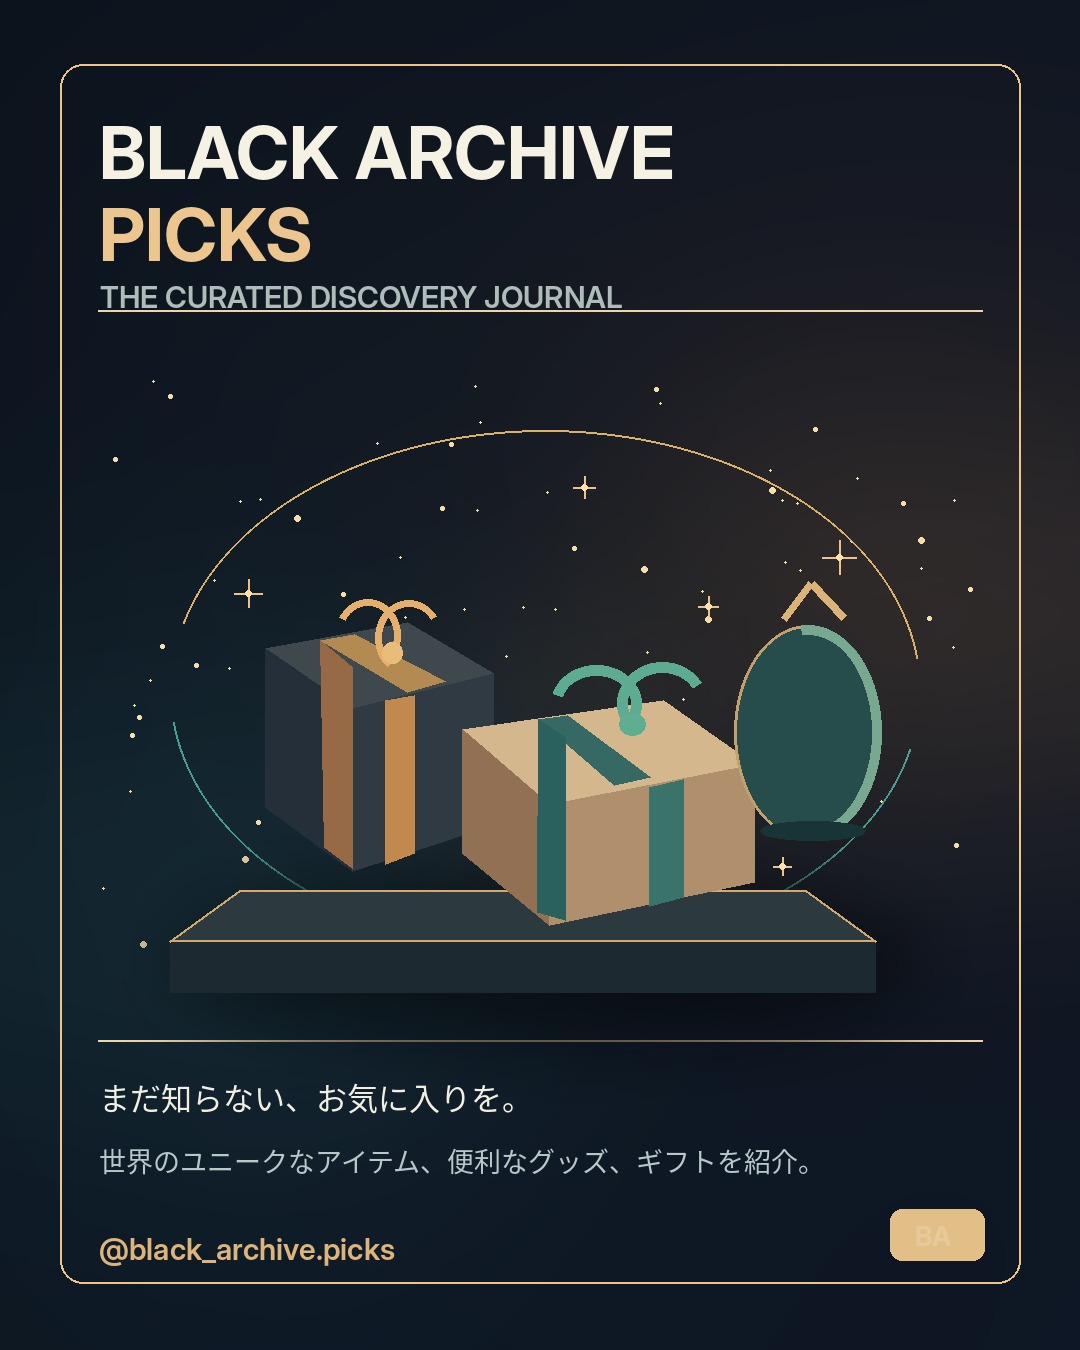 BLACK ARCHIVE
PICKS
THE CURATED DISCOVERY JOURNAL
まだ知らない、お気に入りを。
世界のユニークなアイテム、便利なグッズ、ギフトを紹介。
@black_archive.picks
BA